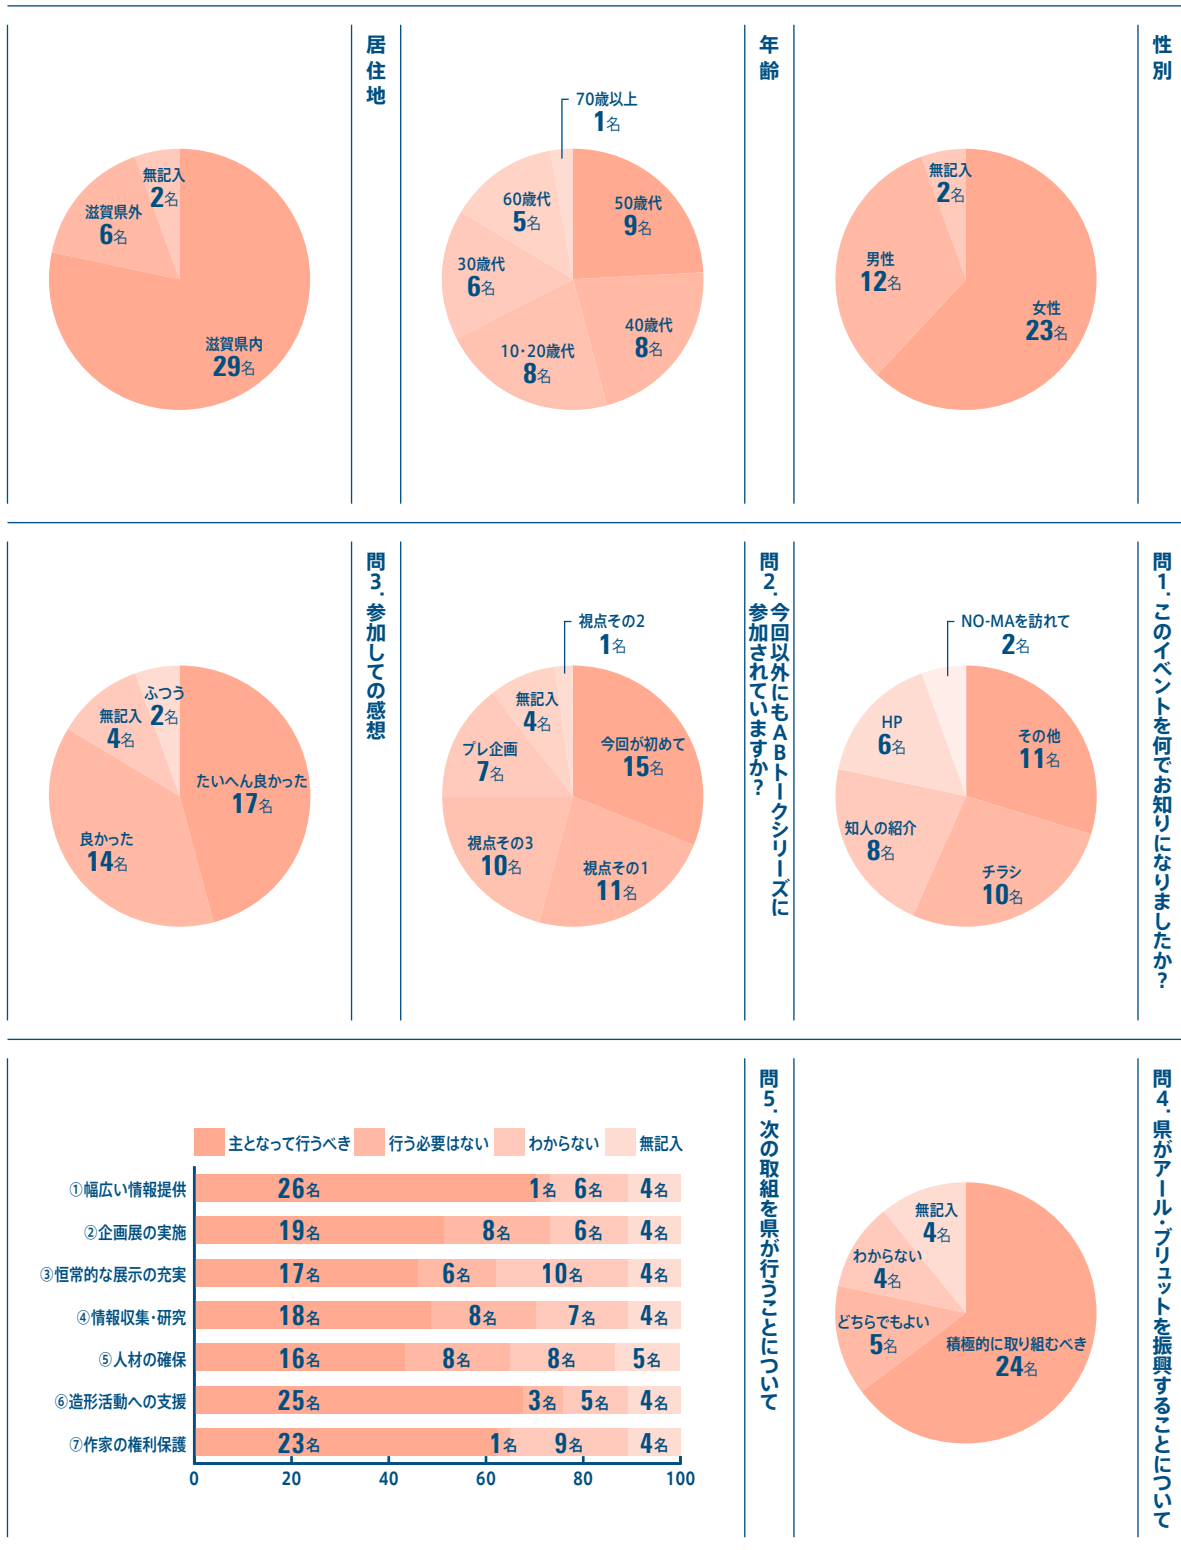 性別
女性
23名
男性
12名
無記入
2名
年齢
70歳以上
1名
50歳代
9名
40歳代
8名
10・20歳代
8名
30歳代
6名
60歳代
5名
居住地
滋賀県内
29名
滋賀県外
6名
無記入
2名
問1. このイベントを何でお知りになりましたか?
NO-MAを訪れて
2名
その他
11名
チラシ
10名
知人の紹介
8名
HP
6名
問2. 今回以外にもABトークシリーズに
参加されていますか?
視点その2
1名
今回が初めて
15名
視点その1
11名
視点その3
10名
プレ企画
7名
無記入
4名
問3. 参加しての感想
たいへん良かった
17名
良かった
14名
無記入
4名
ふつう
2名
問4. 県がアール・ブリュットを振興することについて
積極的に取り組むべき
24名
どちらでもよい
5名
わからない
4名
無記入
4名
問5. 次の取組を県が行うことについて
主となって行うべき 行う必要はない わからない 無記入
①幅広い情報提供 26名 1名 6名 4名
②企画展の実施 19名 8名 6名 4名
③恒常的な展示の充実 17名 6名 10名 4名
④情報収集・研究 18名 8名 7名 4名
⑤人材の確保 16名 8名 8名 5名
⑥造形活動への支援 25名 3名 5名 4名
⑦作家の権利保護 23名 1名 9名 4名
0 20 40 60 80 100